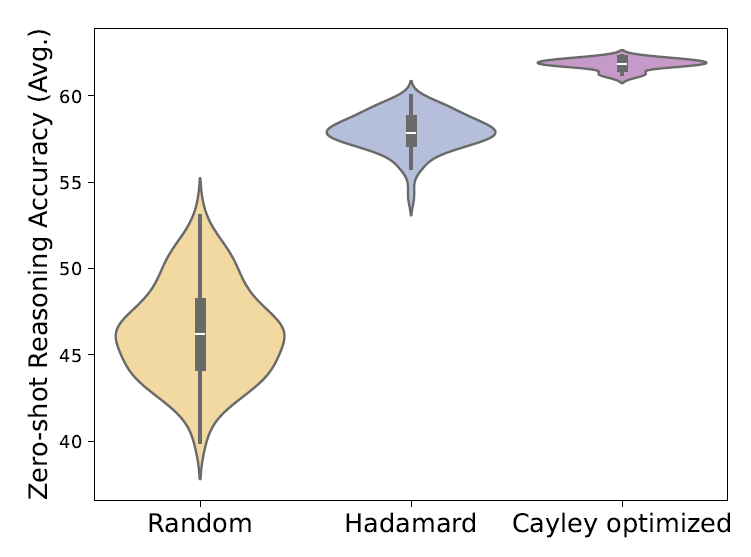 Zero-shot Reasoning Accuracy (Avg.)
60
55
50
45
40
Random
Hadamard
Cayley optimized